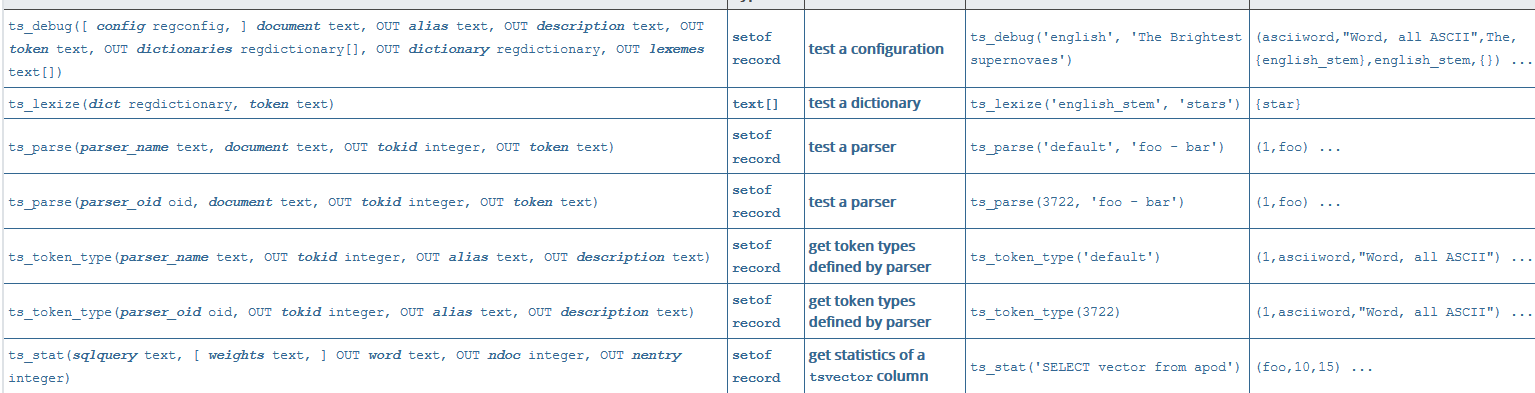 ts_debug([ config regconfig, ] document text, OUT alias text, OUT description text, OUT
token text, OUT dictionaries regdictionary[], OUT dictionary regdictionary, OUT lexemes
text[])
setof
record
test a configuration
ts_debug('english', 'The Brightest
supernovaes')
(asciiword,"Word, all ASCII",The,
{english_stem},english_stem,{}) ...
ts_lexize(dict regdictionary, token text)
text[]
test a dictionary
ts_lexize('english_stem', 'stars')
{star}
ts_parse(parser_name text, document text, OUT tokid integer, OUT token text)
setof
record
test a parser
ts_parse('default', 'foo - bar')
(1,foo) ...
ts_parse(parser_oid oid, document text, OUT tokid integer, OUT token text)
setof
record
test a parser
ts_parse(3722, 'foo - bar')
(1,foo) ...
ts_token_type(parser_name text, OUT tokid integer, OUT alias text, OUT description text)
setof
record
get token types
defined by parser
ts_token_type('default')
(1,asciiword,"Word, all ASCII") ...
ts_token_type(parser_oid oid, OUT tokid integer, OUT alias text, OUT description text)
setof
record
get token types
defined by parser
ts_token_type(3722)
(1,asciiword,"Word, all ASCII") ...
ts_stat(sqlquery text, [ weights text, ] OUT word text, OUT ndoc integer, OUT nentry
integer)
setof
record
get statistics of a
tsvector column
ts_stat('SELECT vector from apod')
(foo,10,15) ...